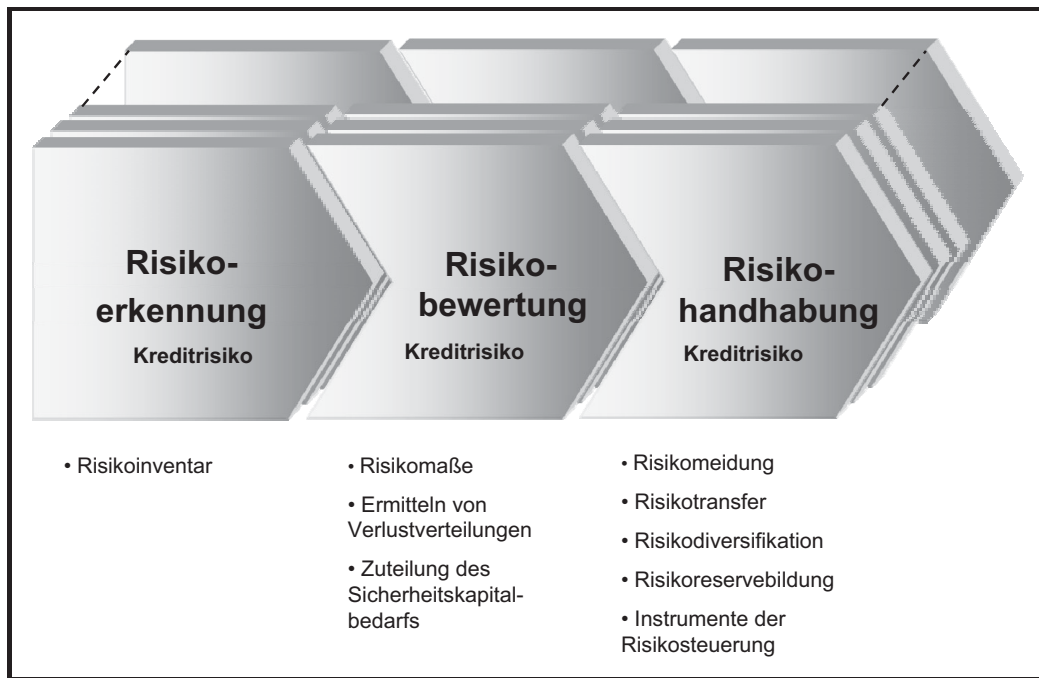 Risiko-
erkennung
Kreditrisiko
Risiko-
bewertung
Kreditrisiko
Risiko-
handhabung
Kreditrisiko
• Risikoinventar
• Risikomaße
• Ermitteln von
Verlustverteilungen
• Zuteilung des
Sicherheitskapital-
bedarfs
• Risikomeidung
• Risikotransfer
• Risikodiversifikation
• Risikoreservebildung
• Instrumente der
Risikosteuerung